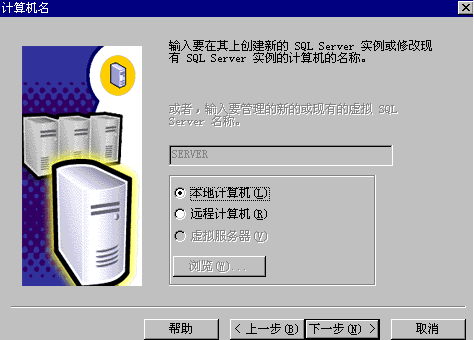 计算机名
输入要在其上创建新的 SQL Server 实例或修改现
有 SQL Server 实例的计算机的名称。
或者，输入要管理的新的或现有的虚拟 SQL
Server 名称。
SERVER
本地计算机(L)
远程计算机(R)
虚拟服务器(V)
浏览(W)...
帮助
< 上一步(B)
下一步(N) >
取消